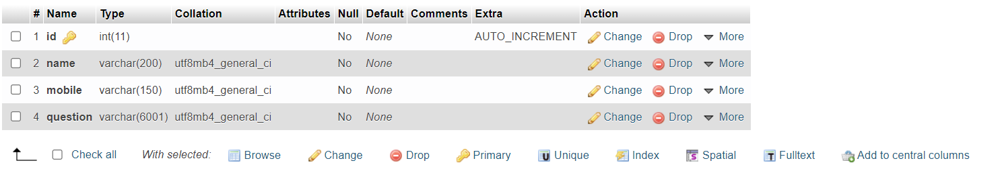 # Name Type Collation Attributes Null Default Comments Extra Action
1 id int(11) No None AUTO_INCREMENT Change Drop More
2 name varchar(200) utf8mb4_general_ci No None Change Drop More
3 mobile varchar(150) utf8mb4_general_ci No None Change Drop More
4 question varchar(6001) utf8mb4_general_ci No None Change Drop More
Check all With selected: Browse Change Drop Primary U Unique Index S Spatial T Fulltext Add to central columns